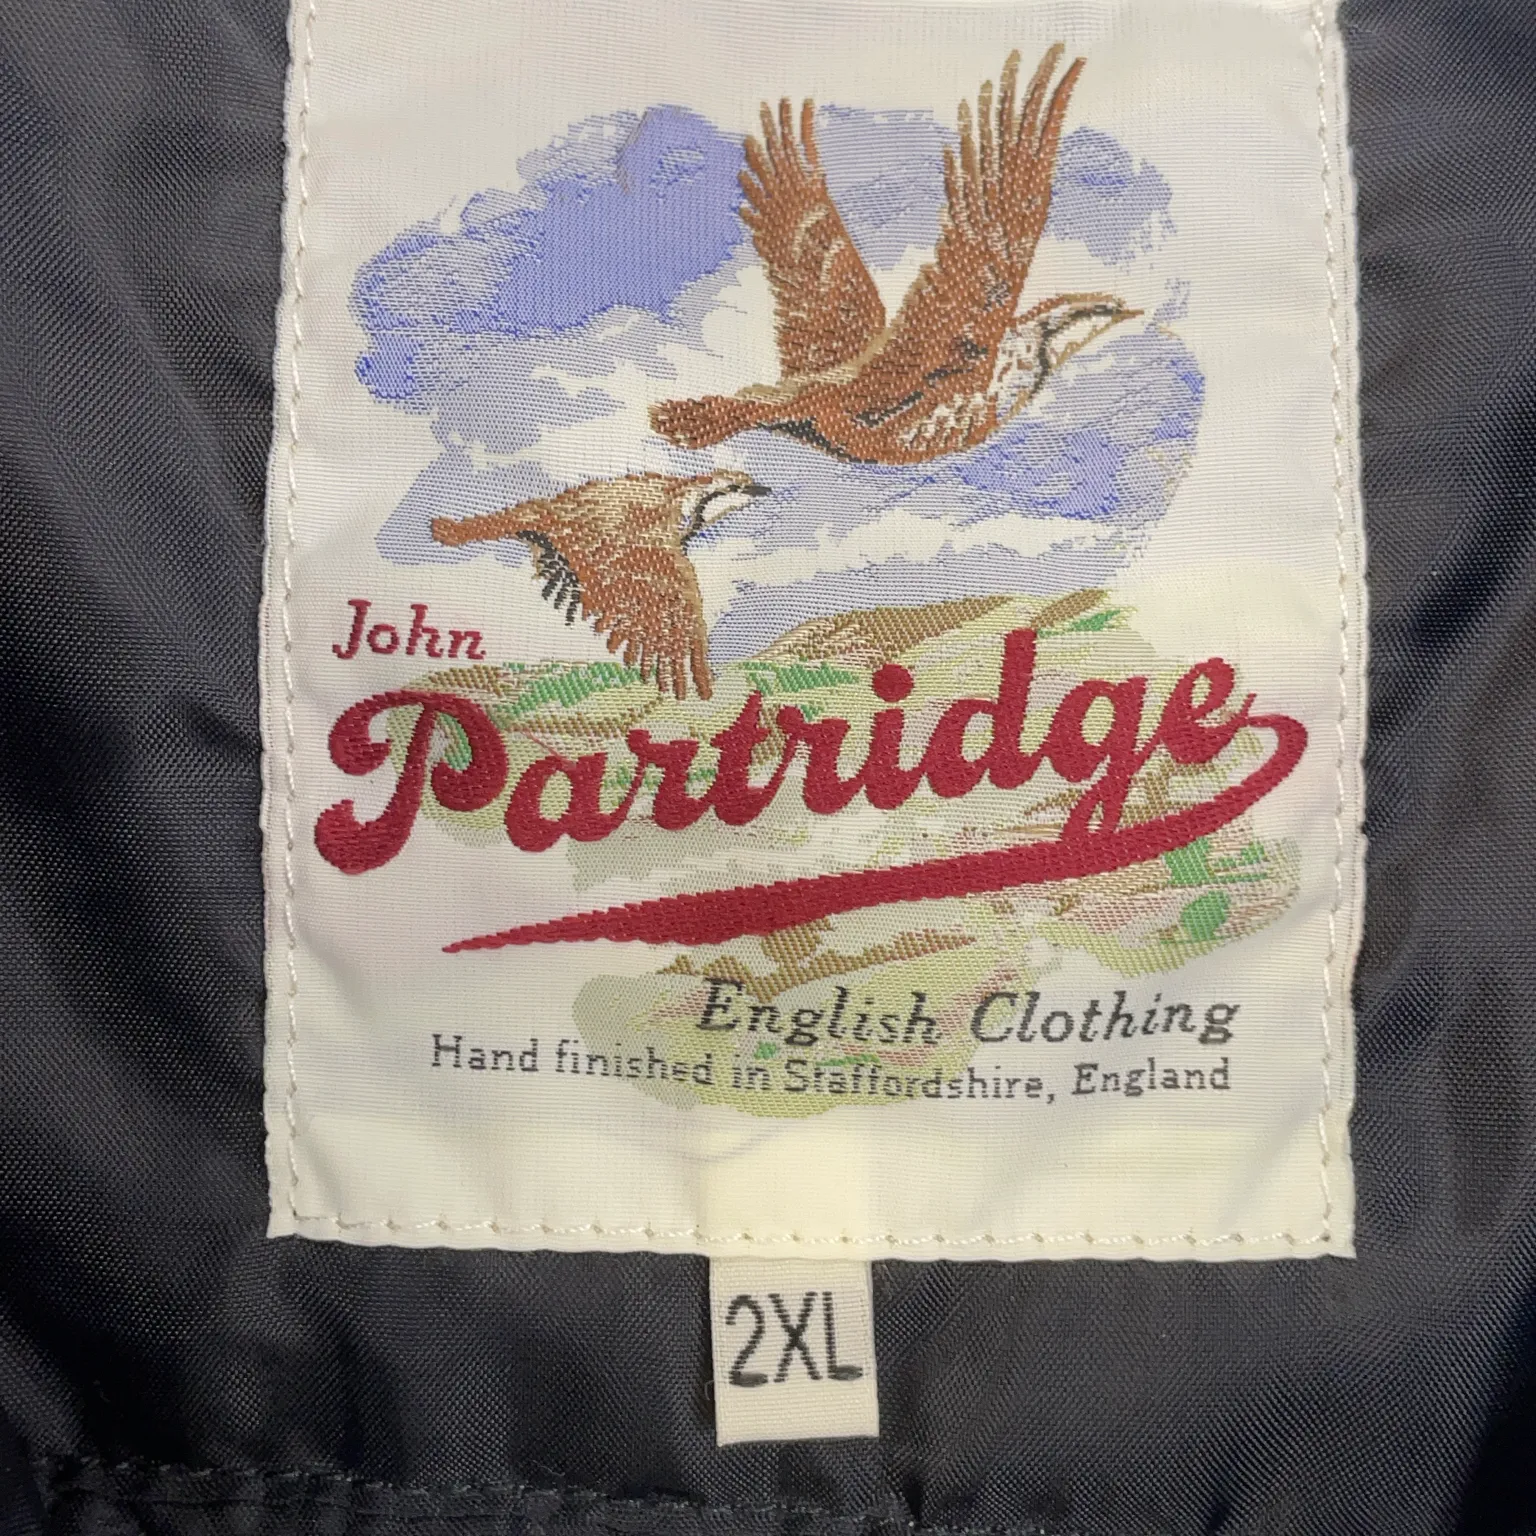 John
Partridge
English Clothing
Hand finished in Staffordshire, England
2XL